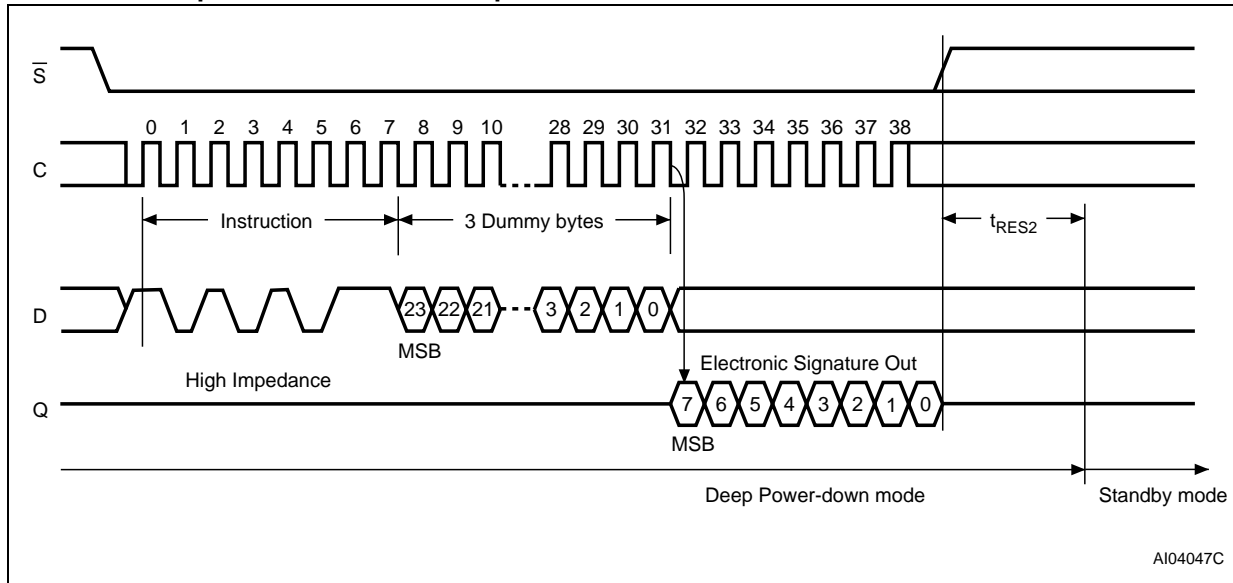 S
0 1 2 3 4 5 6 7 8 9 10 28 29 30 31 32 33 34 35 36 37 38
C
Instruction 3 Dummy bytes tRES2
D 23 22 21 3 2 1 0
MSB
High Impedance Electronic Signature Out
Q 7 6 5 4 3 2 1 0
MSB
Deep Power-down mode Standby mode
AI04047C